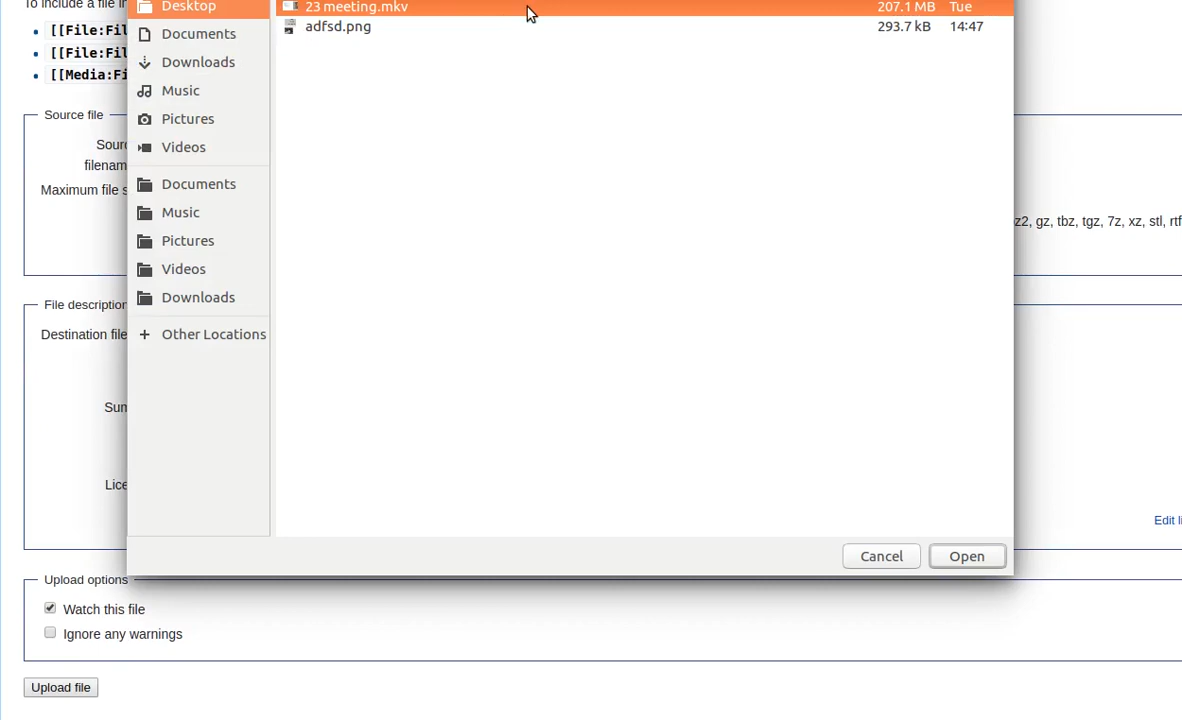 To include a file i
[[File:Fil
[[File:Fil
[[Media:Fi
Source file
Sourc
filenam
Maximum file s
z2, gz, tbz, tgz, 7z, xz, stl, rtf
File description
Destination file
Sun
Lice
Edit li
Upload options
Watch this file
Ignore any warnings
Upload file
Desktop
Documents
Downloads
Music
Pictures
Videos
Documents
Music
Pictures
Videos
Downloads
+ Other Locations
23 meeting.mkv 207.1 MB Tue
adfsd.png 293.7 kB 14:47
Cancel Open